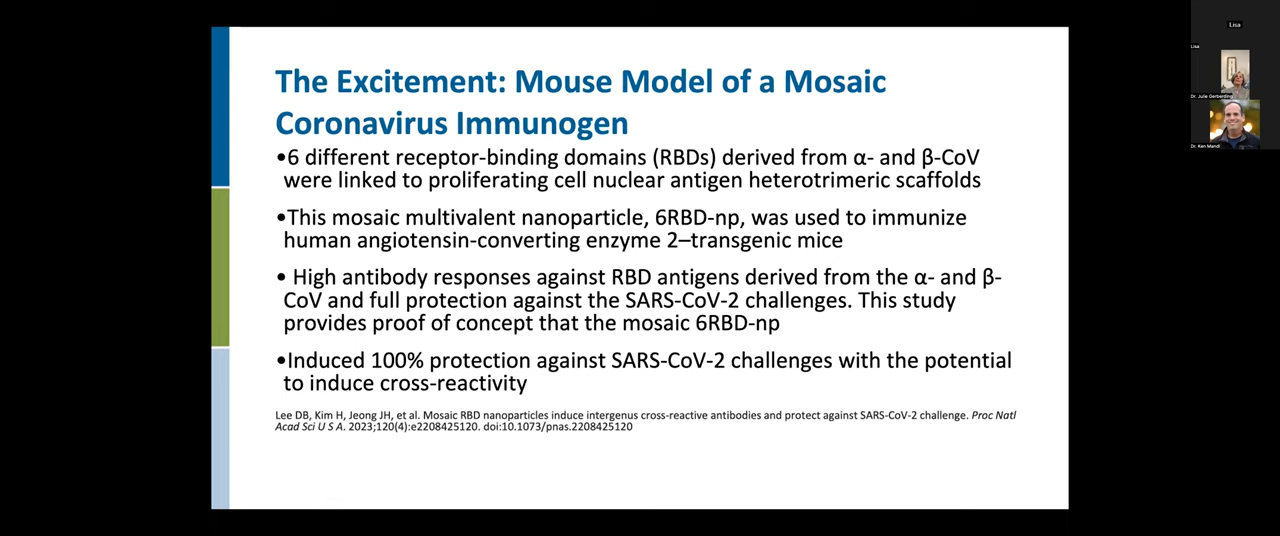 The Excitement: Mouse Model of a Mosaic
Coronavirus Immunogen
•6 different receptor-binding domains (RBDs) derived from α- and β-CoV
were linked to proliferating cell nuclear antigen heterotrimeric scaffolds
•This mosaic multivalent nanoparticle, 6RBD-np, was used to immunize
human angiotensin-converting enzyme 2–transgenic mice
• High antibody responses against RBD antigens derived from the α- and β-
CoV and full protection against the SARS-CoV-2 challenges. This study
provides proof of concept that the mosaic 6RBD-np
•Induced 100% protection against SARS-CoV-2 challenges with the potential
to induce cross-reactivity
Lee DB, Kim H, Jeong JH, et al. Mosaic RBD nanoparticles induce intergenus cross-reactive antibodies and protect against SARS-CoV-2 challenge. Proc Natl
Acad Sci U S A. 2023;120(4):e2208425120. doi:10.1073/pnas.2208425120
Lisa
Lisa
Dr. Julie Gerberding
Dr. Ken Mandl